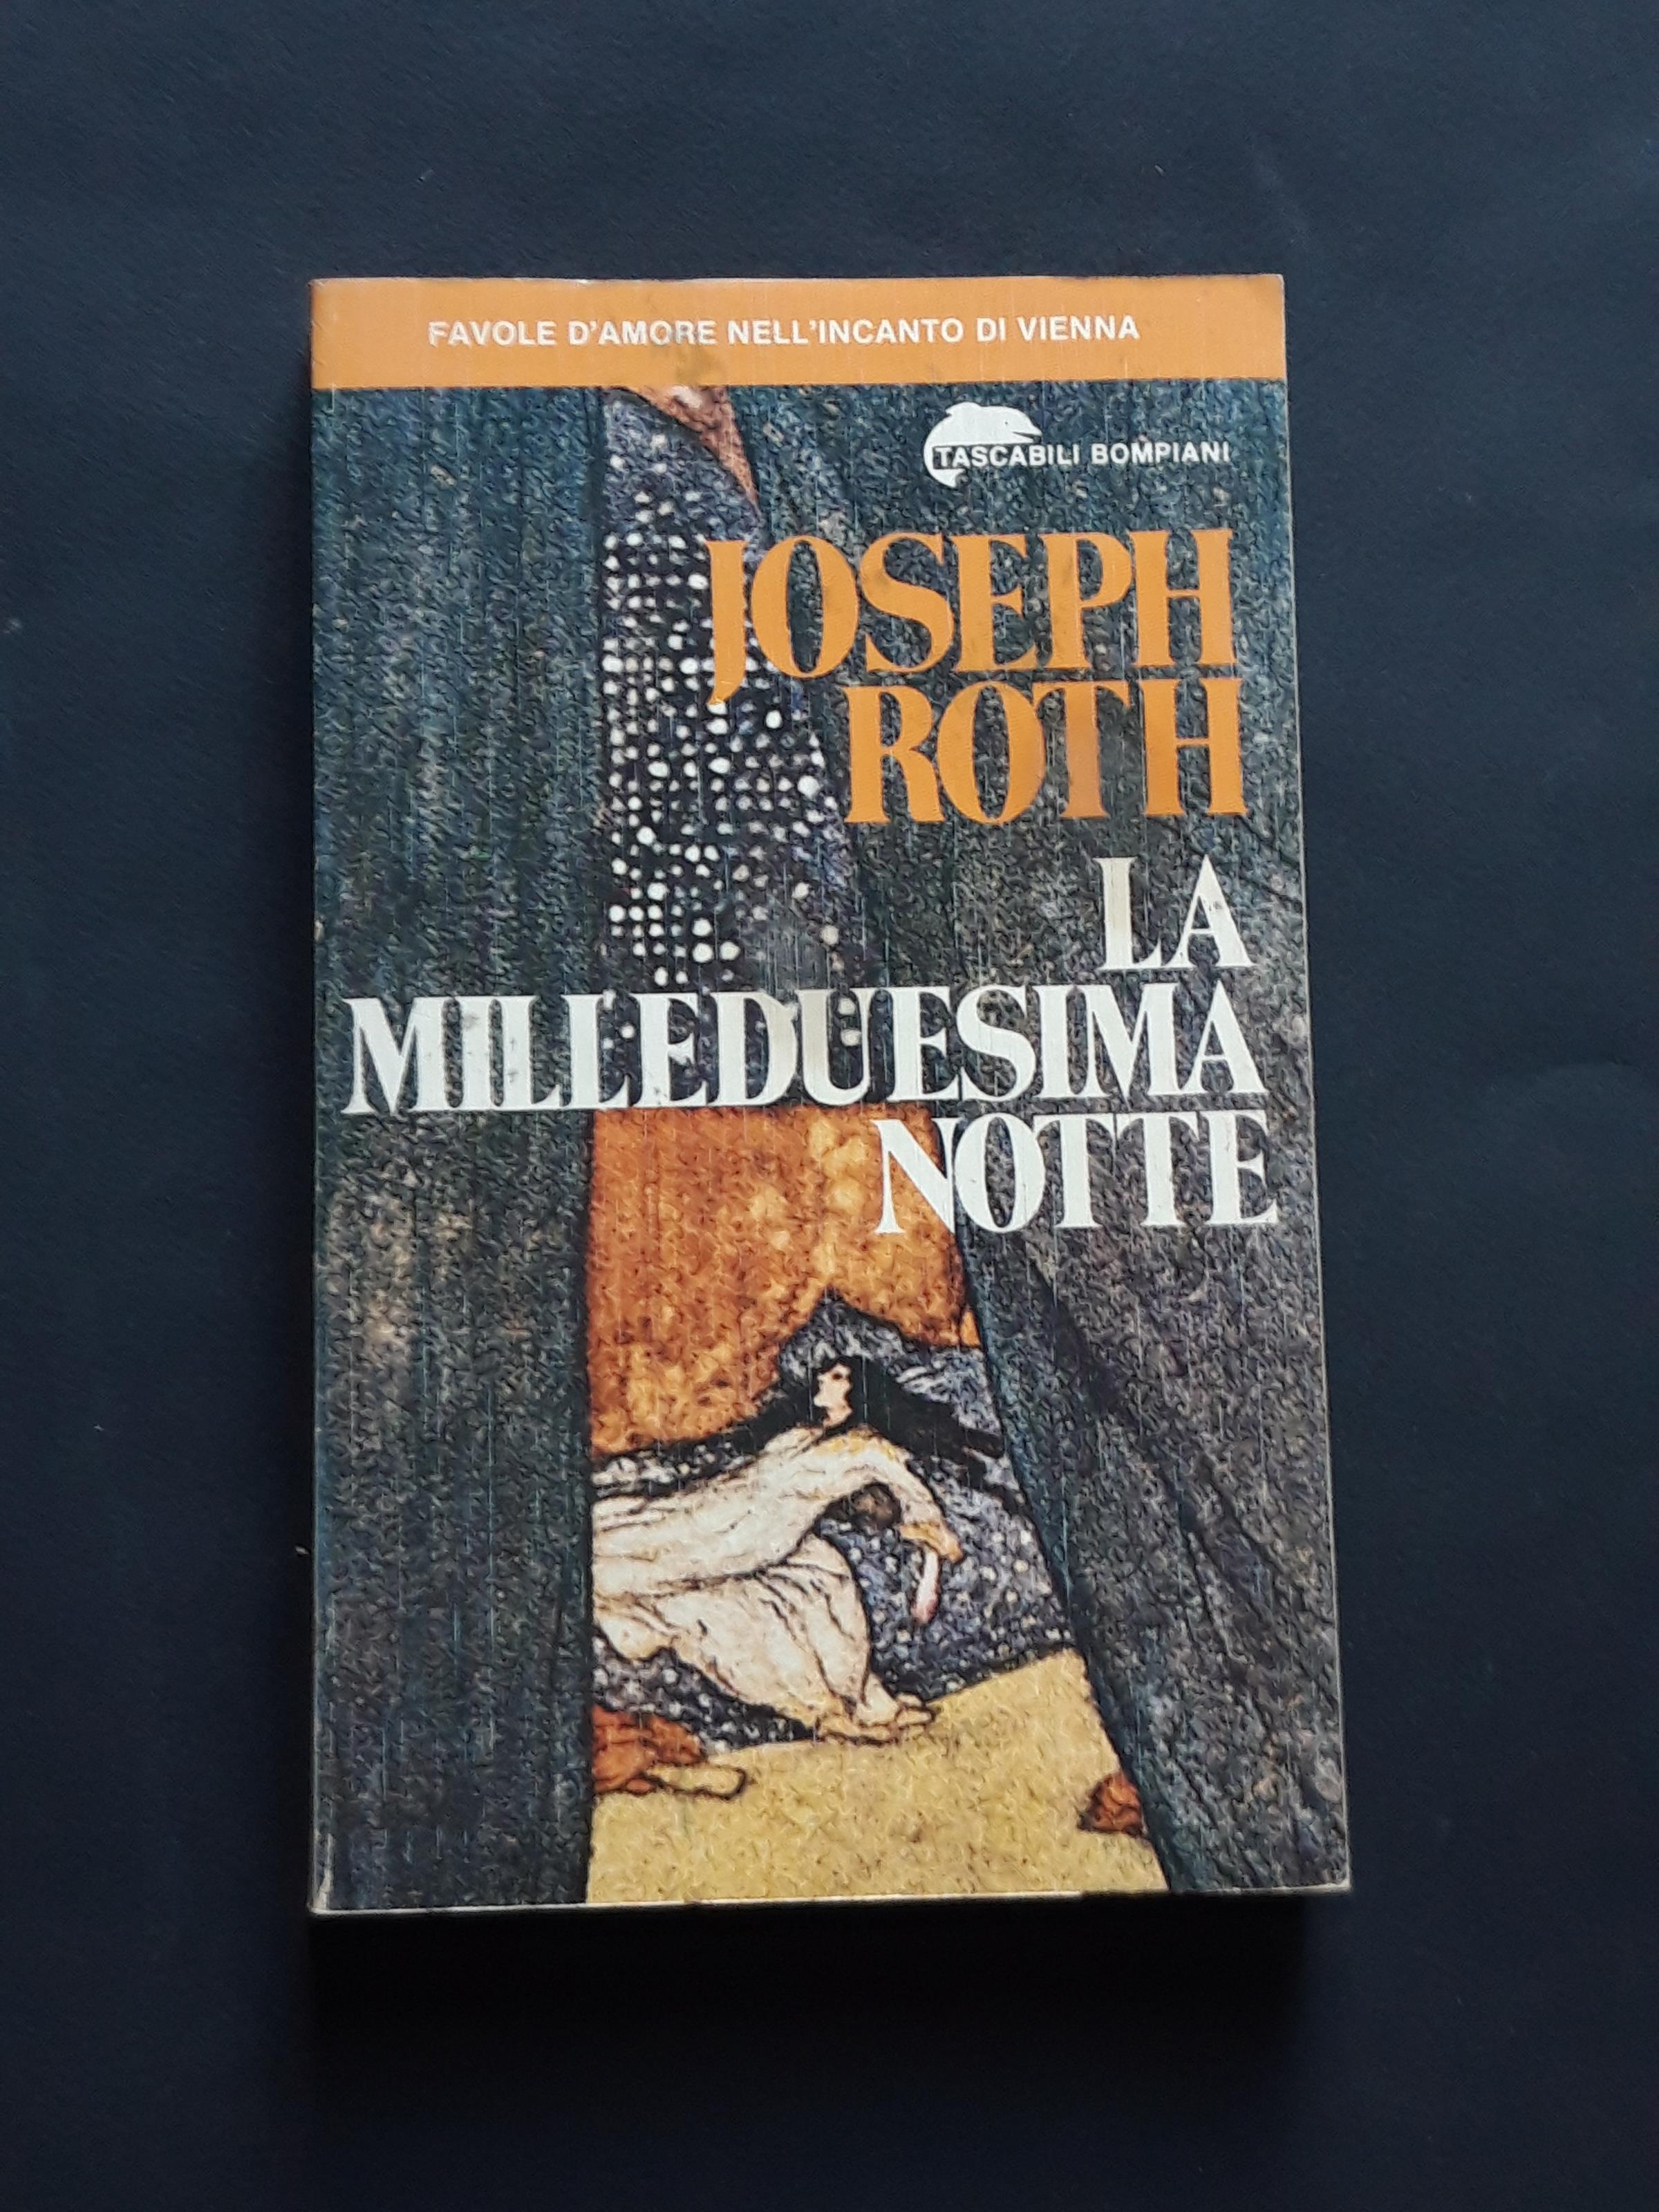 FAVOLE D'AMORE NELL'INCANTO DI VIENNA
TASCABILI BOMPIANI
JOSEPH
ROTH
LA
MILLEDUESIMA
NOTTE